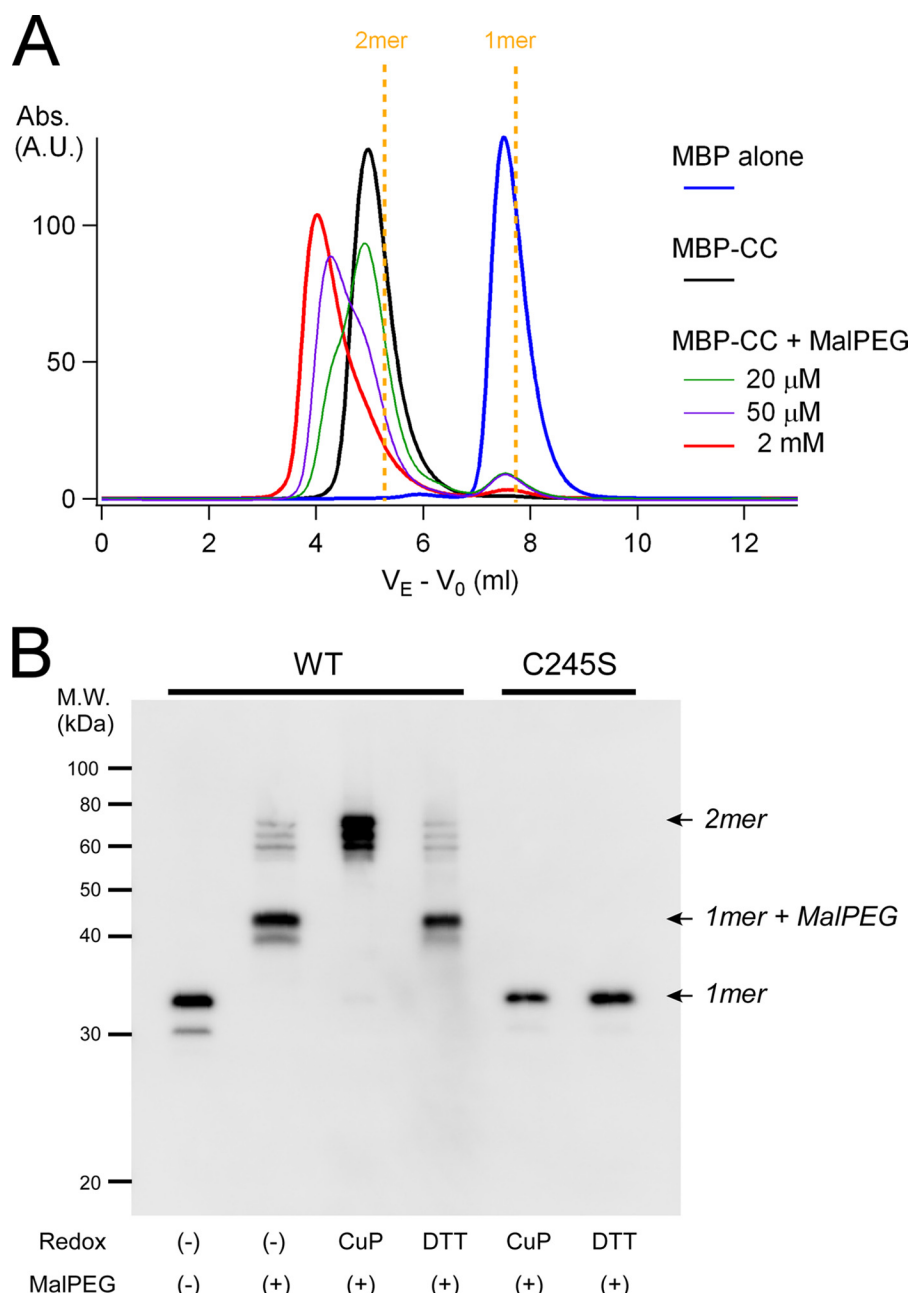 A
2mer 1mer
Abs.
(A.U.)
100
50
0
0 2 4 6 8 10 12
V_E - V_0 (ml)
MBP alone
MBP-CC
MBP-CC + MalPEG
20 μM
50 μM
2 mM
B
WT C245S
M.W.
(kDa)
100
80
60
50
40
30
20
2mer
1mer + MalPEG
1mer
Redox (-) (-) CuP DTT CuP DTT
MalPEG (-) (+) (+) (+) (+) (+)